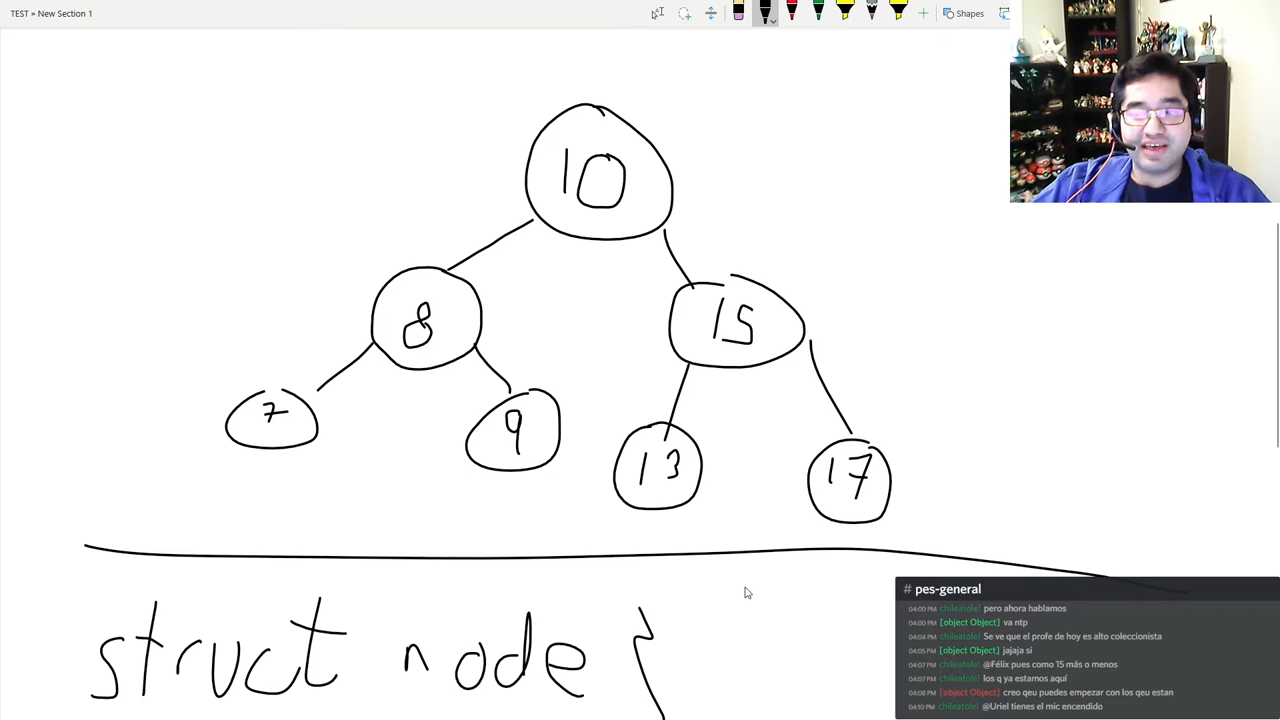 TEST » New Section 1
Shapes
10
8
15
7
9
13
17
struct node {
# pes-general
04:00 PM chileatole! pero ahora hablamos
04:00 PM [object Object] va ntp
04:04 PM chileatole! Se ve que el profe de hoy es alto coleccionista
04:05 PM [object Object] jajaja si
04:07 PM chileatole! @Félix pues como 15 más o menos
04:07 PM chileatole! los q ya estamos aquí
04:08 PM [object Object] creo qeu puedes empezar con los qeu estan
04:10 PM chileatole! @Uriel tienes el mic encendido